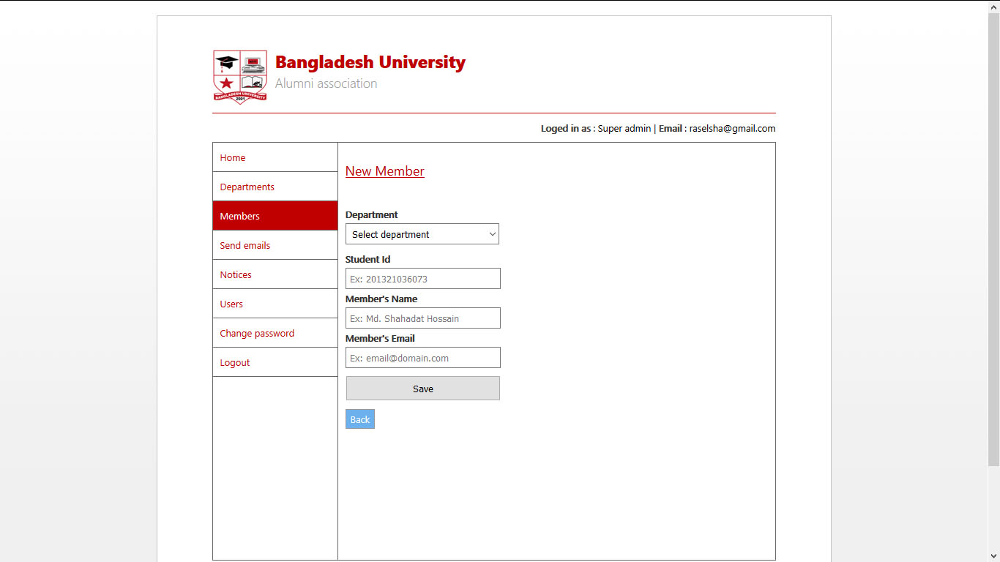 BANGLADESH UNIVERSITY
2001
Bangladesh University
Alumni association
Loged in as : Super admin | Email : raselsha@gmail.com
Home
Departments
Members
Send emails
Notices
Users
Change password
Logout
New Member
Department
Select department
Student Id
Ex: 201321036073
Member's Name
Ex: Md. Shahadat Hossain
Member's Email
Ex: email@domain.com
Save
Back